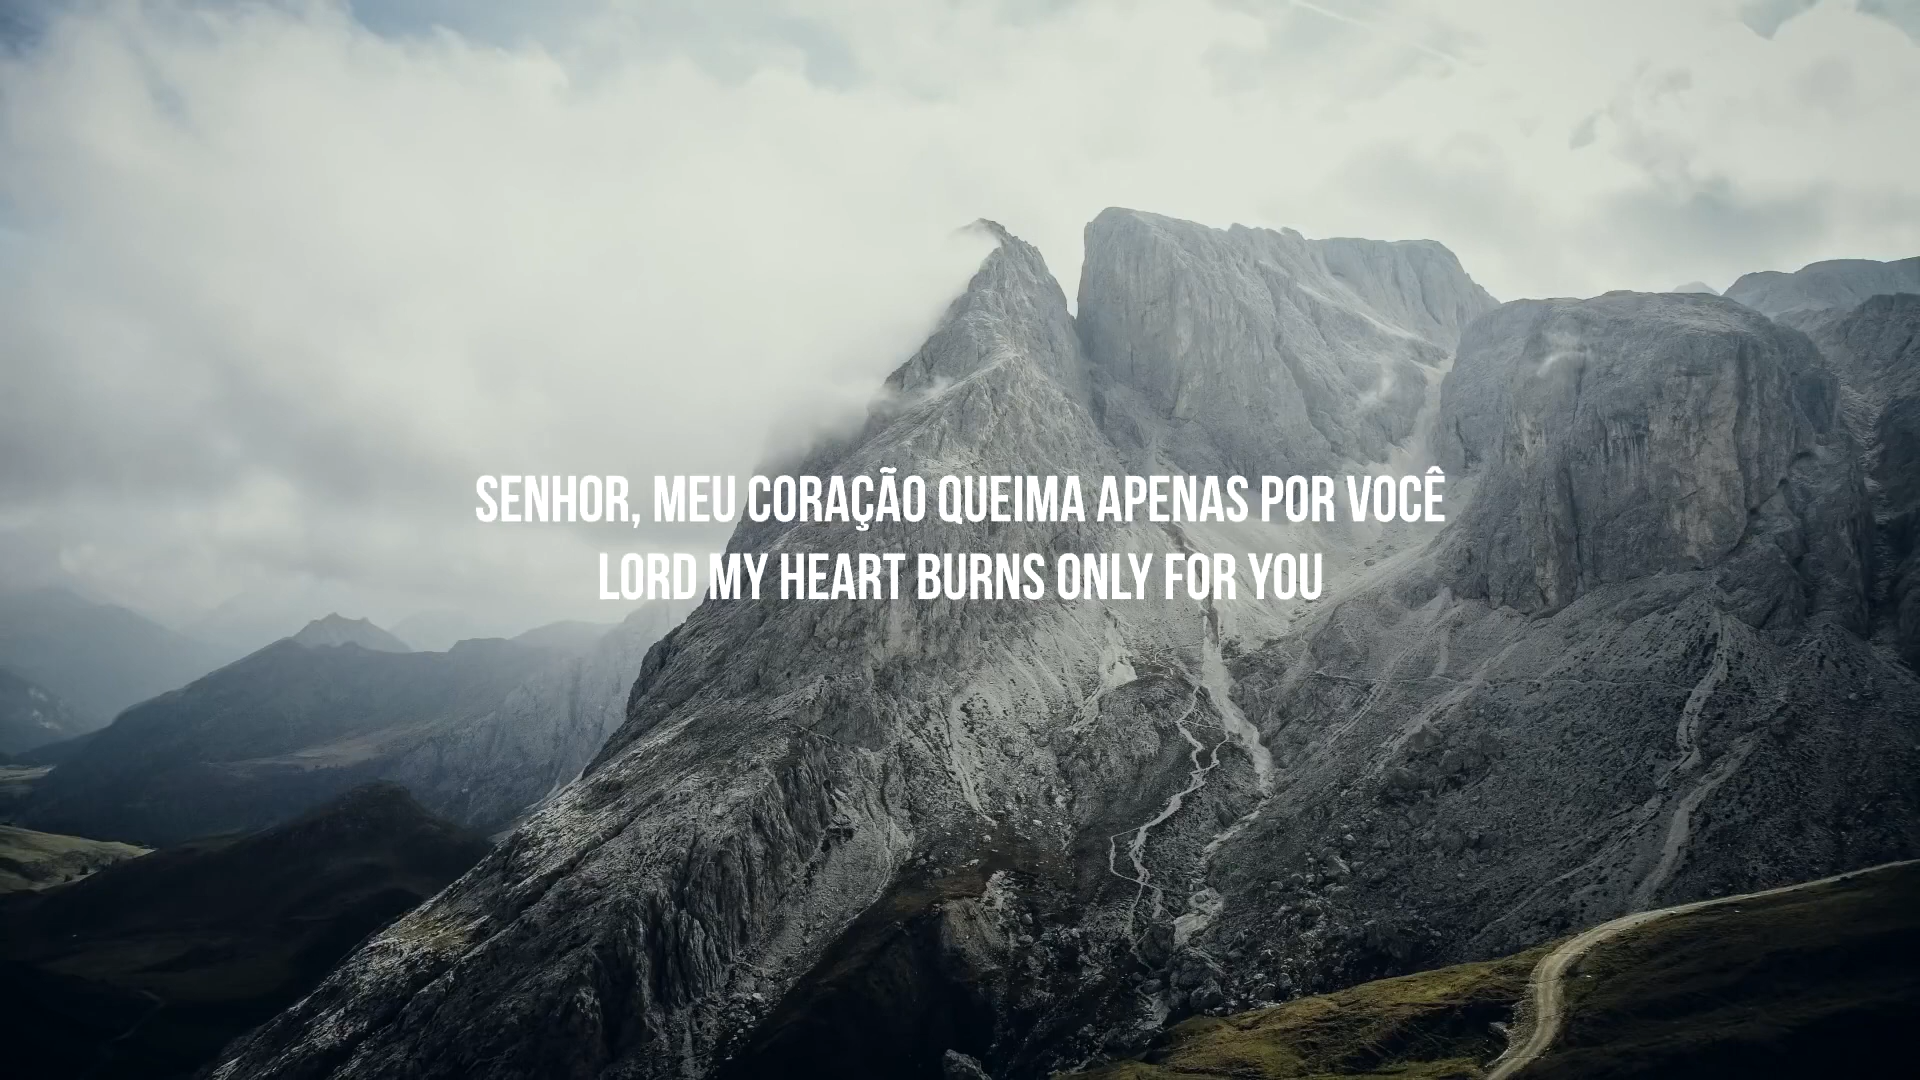 SENHOR, MEU CORAÇÃO QUEIMA APENAS POR VOCÊ
LORD MY HEART BURNS ONLY FOR YOU